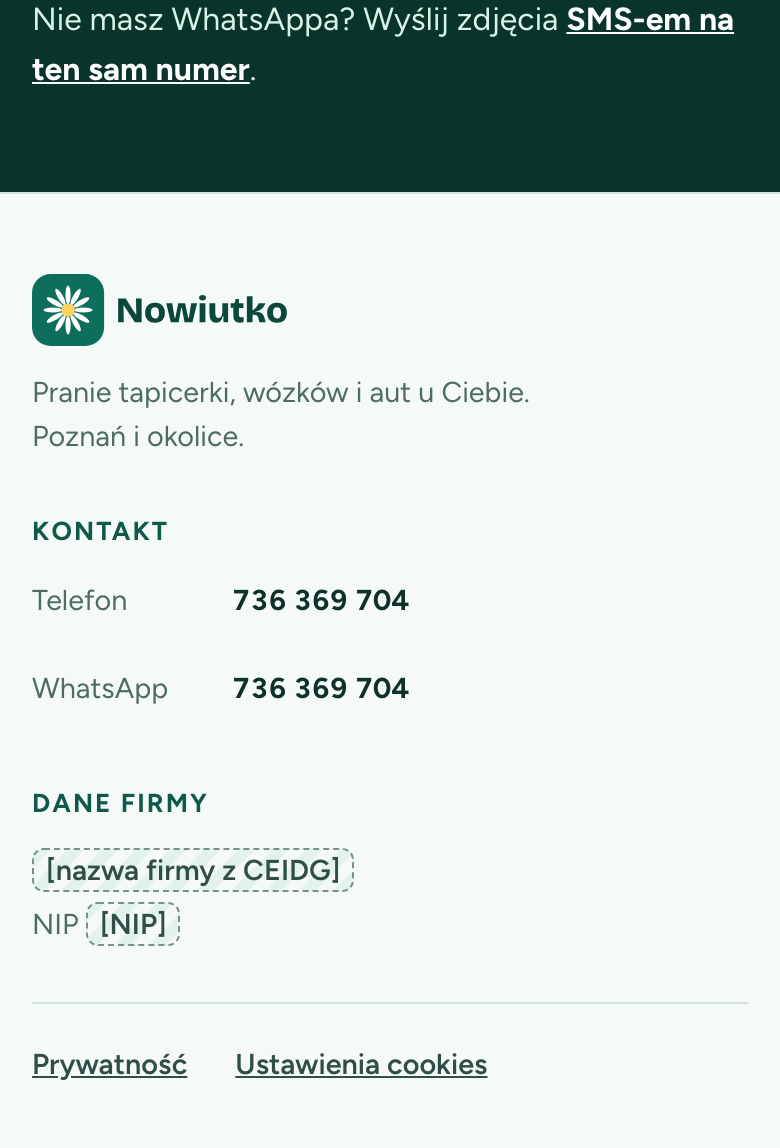 Nie masz WhatsAppa? Wyślij zdjęcia SMS-em na
ten sam numer.
Nowiutko
Pranie tapicerki, wózków i aut u Ciebie.
Poznań i okolice.
KONTAKT
Telefon 736 369 704
WhatsApp 736 369 704
DANE FIRMY
[nazwa firmy z CEIDG]
NIP [NIP]
Prywatność Ustawienia cookies